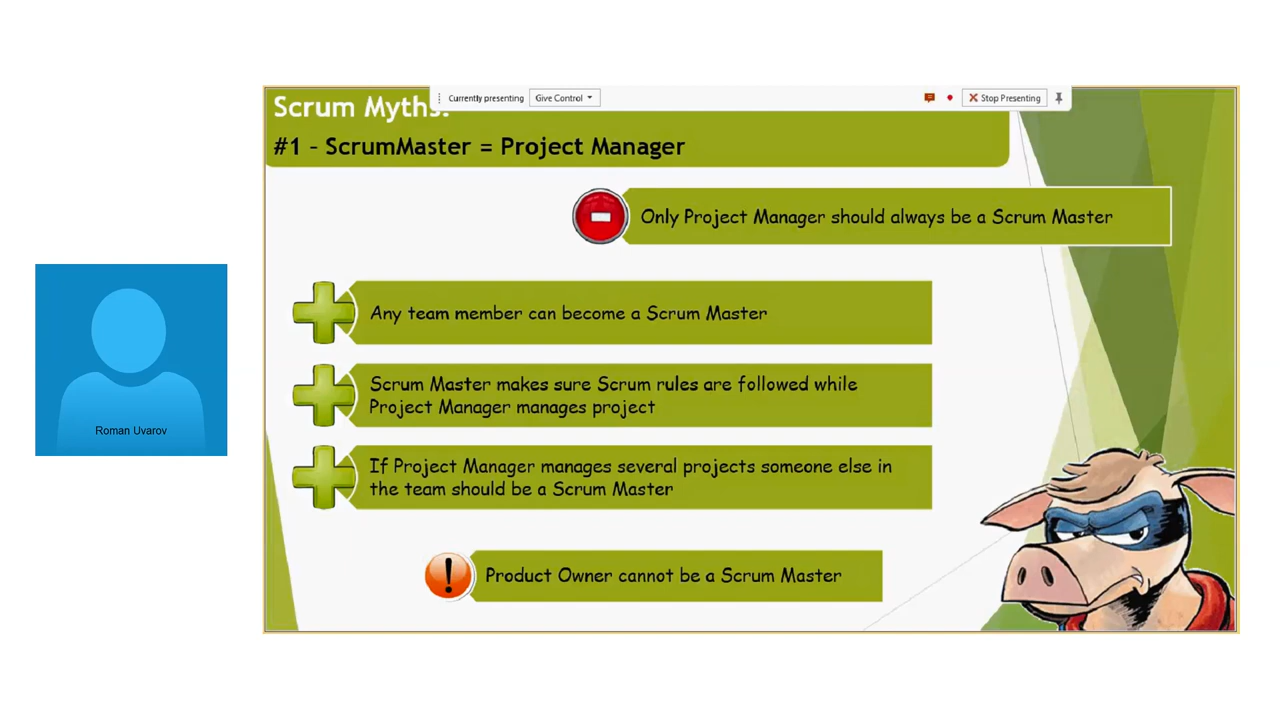 Currently presenting
Give Control
Stop Presenting
Scrum Myths:
#1 - ScrumMaster = Project Manager
Only Project Manager should always be a Scrum Master
Any team member can become a Scrum Master
Scrum Master makes sure Scrum rules are followed while
Project Manager manages project
If Project Manager manages several projects someone else in
the team should be a Scrum Master
Product Owner cannot be a Scrum Master
Roman Uvarov